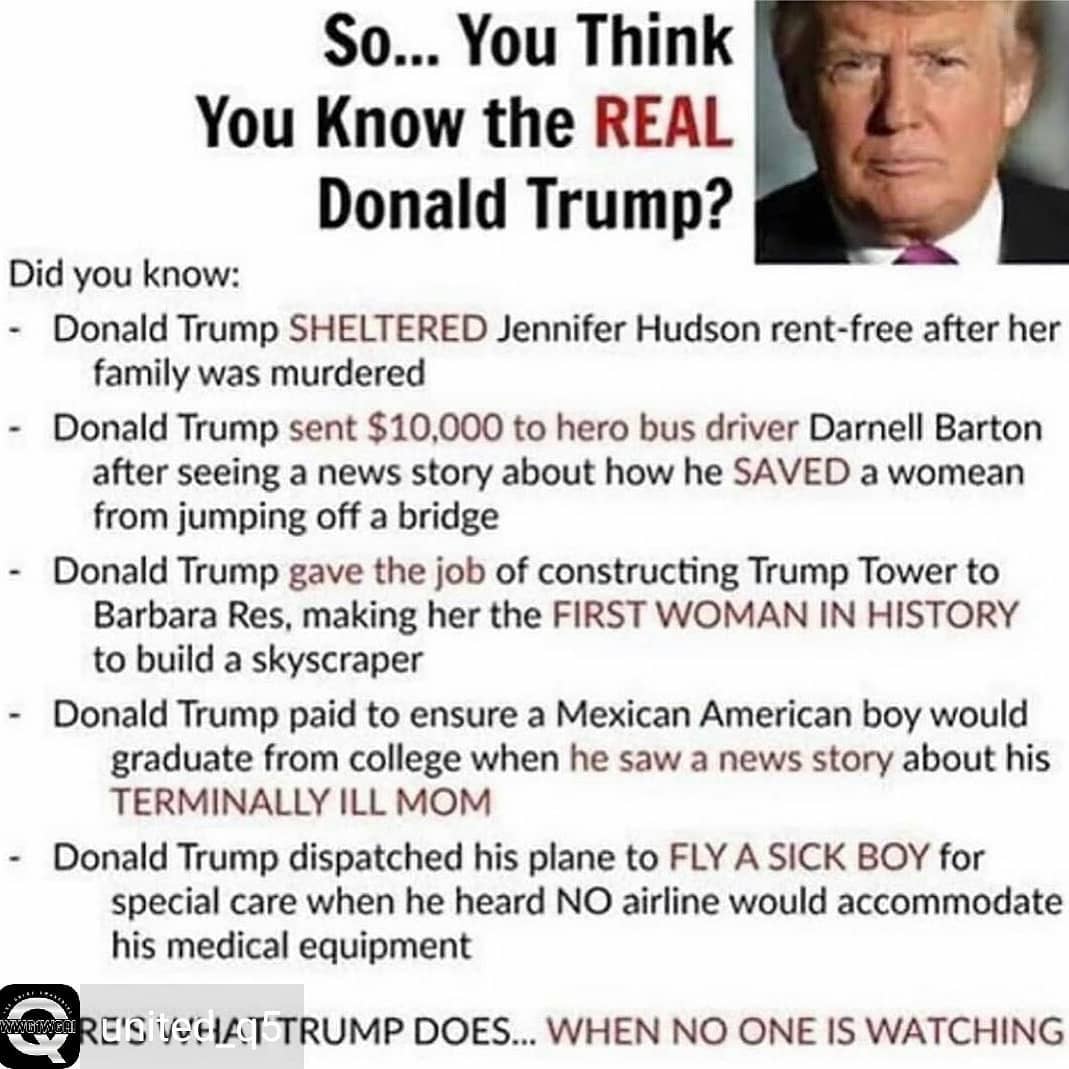 So... You Think
You Know the REAL
Donald Trump?
Did you know:
- Donald Trump SHELTERED Jennifer Hudson rent-free after her
family was murdered
- Donald Trump sent $10,000 to hero bus driver Darnell Barton
after seeing a news story about how he SAVED a womean
from jumping off a bridge
- Donald Trump gave the job of constructing Trump Tower to
Barbara Res, making her the FIRST WOMAN IN HISTORY
to build a skyscraper
- Donald Trump paid to ensure a Mexican American boy would
graduate from college when he saw a news story about his
TERMINALLY ILL MOM
- Donald Trump dispatched his plane to FLY A SICK BOY for
special care when he heard NO airline would accommodate
his medical equipment
RE'S WHAT TRUMP DOES... WHEN NO ONE IS WATCHING
WWG1WGA
united_q5